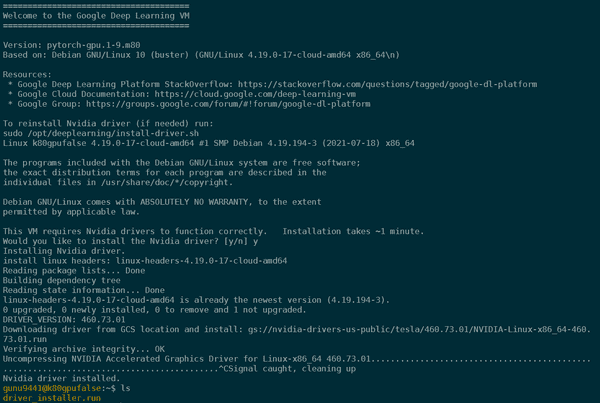 ======================================
Welcome to the Google Deep Learning VM
======================================
Version: pytorch-gpu.1-9.m80
Based on: Debian GNU/Linux 10 (buster) (GNU/Linux 4.19.0-17-cloud-amd64 x86_64\n)
Resources:
* Google Deep Learning Platform StackOverflow: https://stackoverflow.com/questions/tagged/google-dl-platform
* Google Cloud Documentation: https://cloud.google.com/deep-learning-vm
* Google Group: https://groups.google.com/forum/#!forum/google-dl-platform
To reinstall Nvidia driver (if needed) run:
sudo /opt/deeplearning/install-driver.sh
Linux k80gpufalse 4.19.0-17-cloud-amd64 #1 SMP Debian 4.19.194-3 (2021-07-18) x86_64
The programs included with the Debian GNU/Linux system are free software;
the exact distribution terms for each program are described in the
individual files in /usr/share/doc/*/copyright.
Debian GNU/Linux comes with ABSOLUTELY NO WARRANTY, to the extent
permitted by applicable law.
This VM requires Nvidia drivers to function correctly.   Installation takes ~1 minute.
Would you like to install the Nvidia driver? [y/n] y
Installing Nvidia driver.
install linux headers: linux-headers-4.19.0-17-cloud-amd64
Reading package lists... Done
Building dependency tree
Reading state information... Done
linux-headers-4.19.0-17-cloud-amd64 is already the newest version (4.19.194-3).
0 upgraded, 0 newly installed, 0 to remove and 1 not upgraded.
DRIVER_VERSION: 460.73.01
Downloading driver from GCS location and install: gs://nvidia-drivers-us-public/tesla/460.73.01/NVIDIA-Linux-x86_64-460.
73.01.run
Verifying archive integrity... OK
Uncompressing NVIDIA Accelerated Graphics Driver for Linux-x86_64 460.73.01.............................................
............................................^CSignal caught, cleaning up
Nvidia driver installed.
gunu9441@k80gpufalse:~$ ls
driver_installer.run